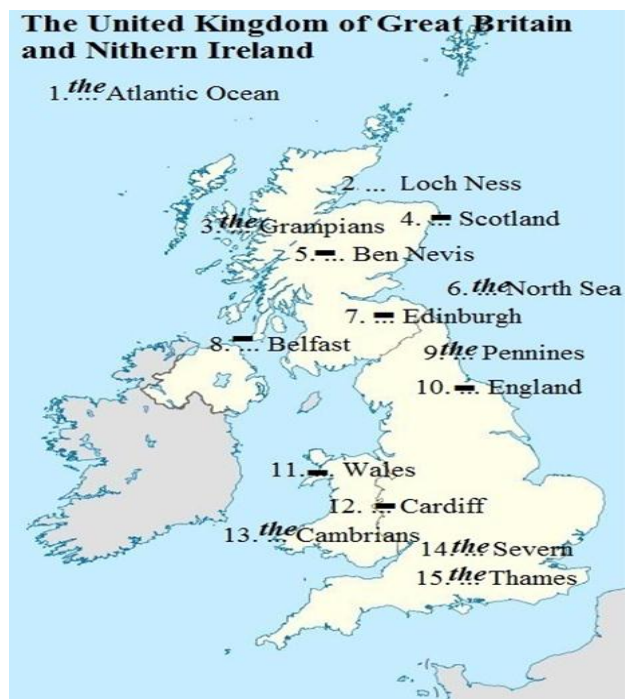 The United Kingdom of Great Britain
and Nithern Ireland
1. the ... Atlantic Ocean
2 ... Loch Ness
3. the ... Grampians
4. – ... Scotland
5. – ... Ben Nevis
6. the ... North Sea
7. – ... Edinburgh
8. – ... Belfast
9 the ... Pennines
10. – ... England
11. – ... Wales
12. – ... Cardiff
13. the ... Cambrians
14 the ... Severn
15. the ... Thames